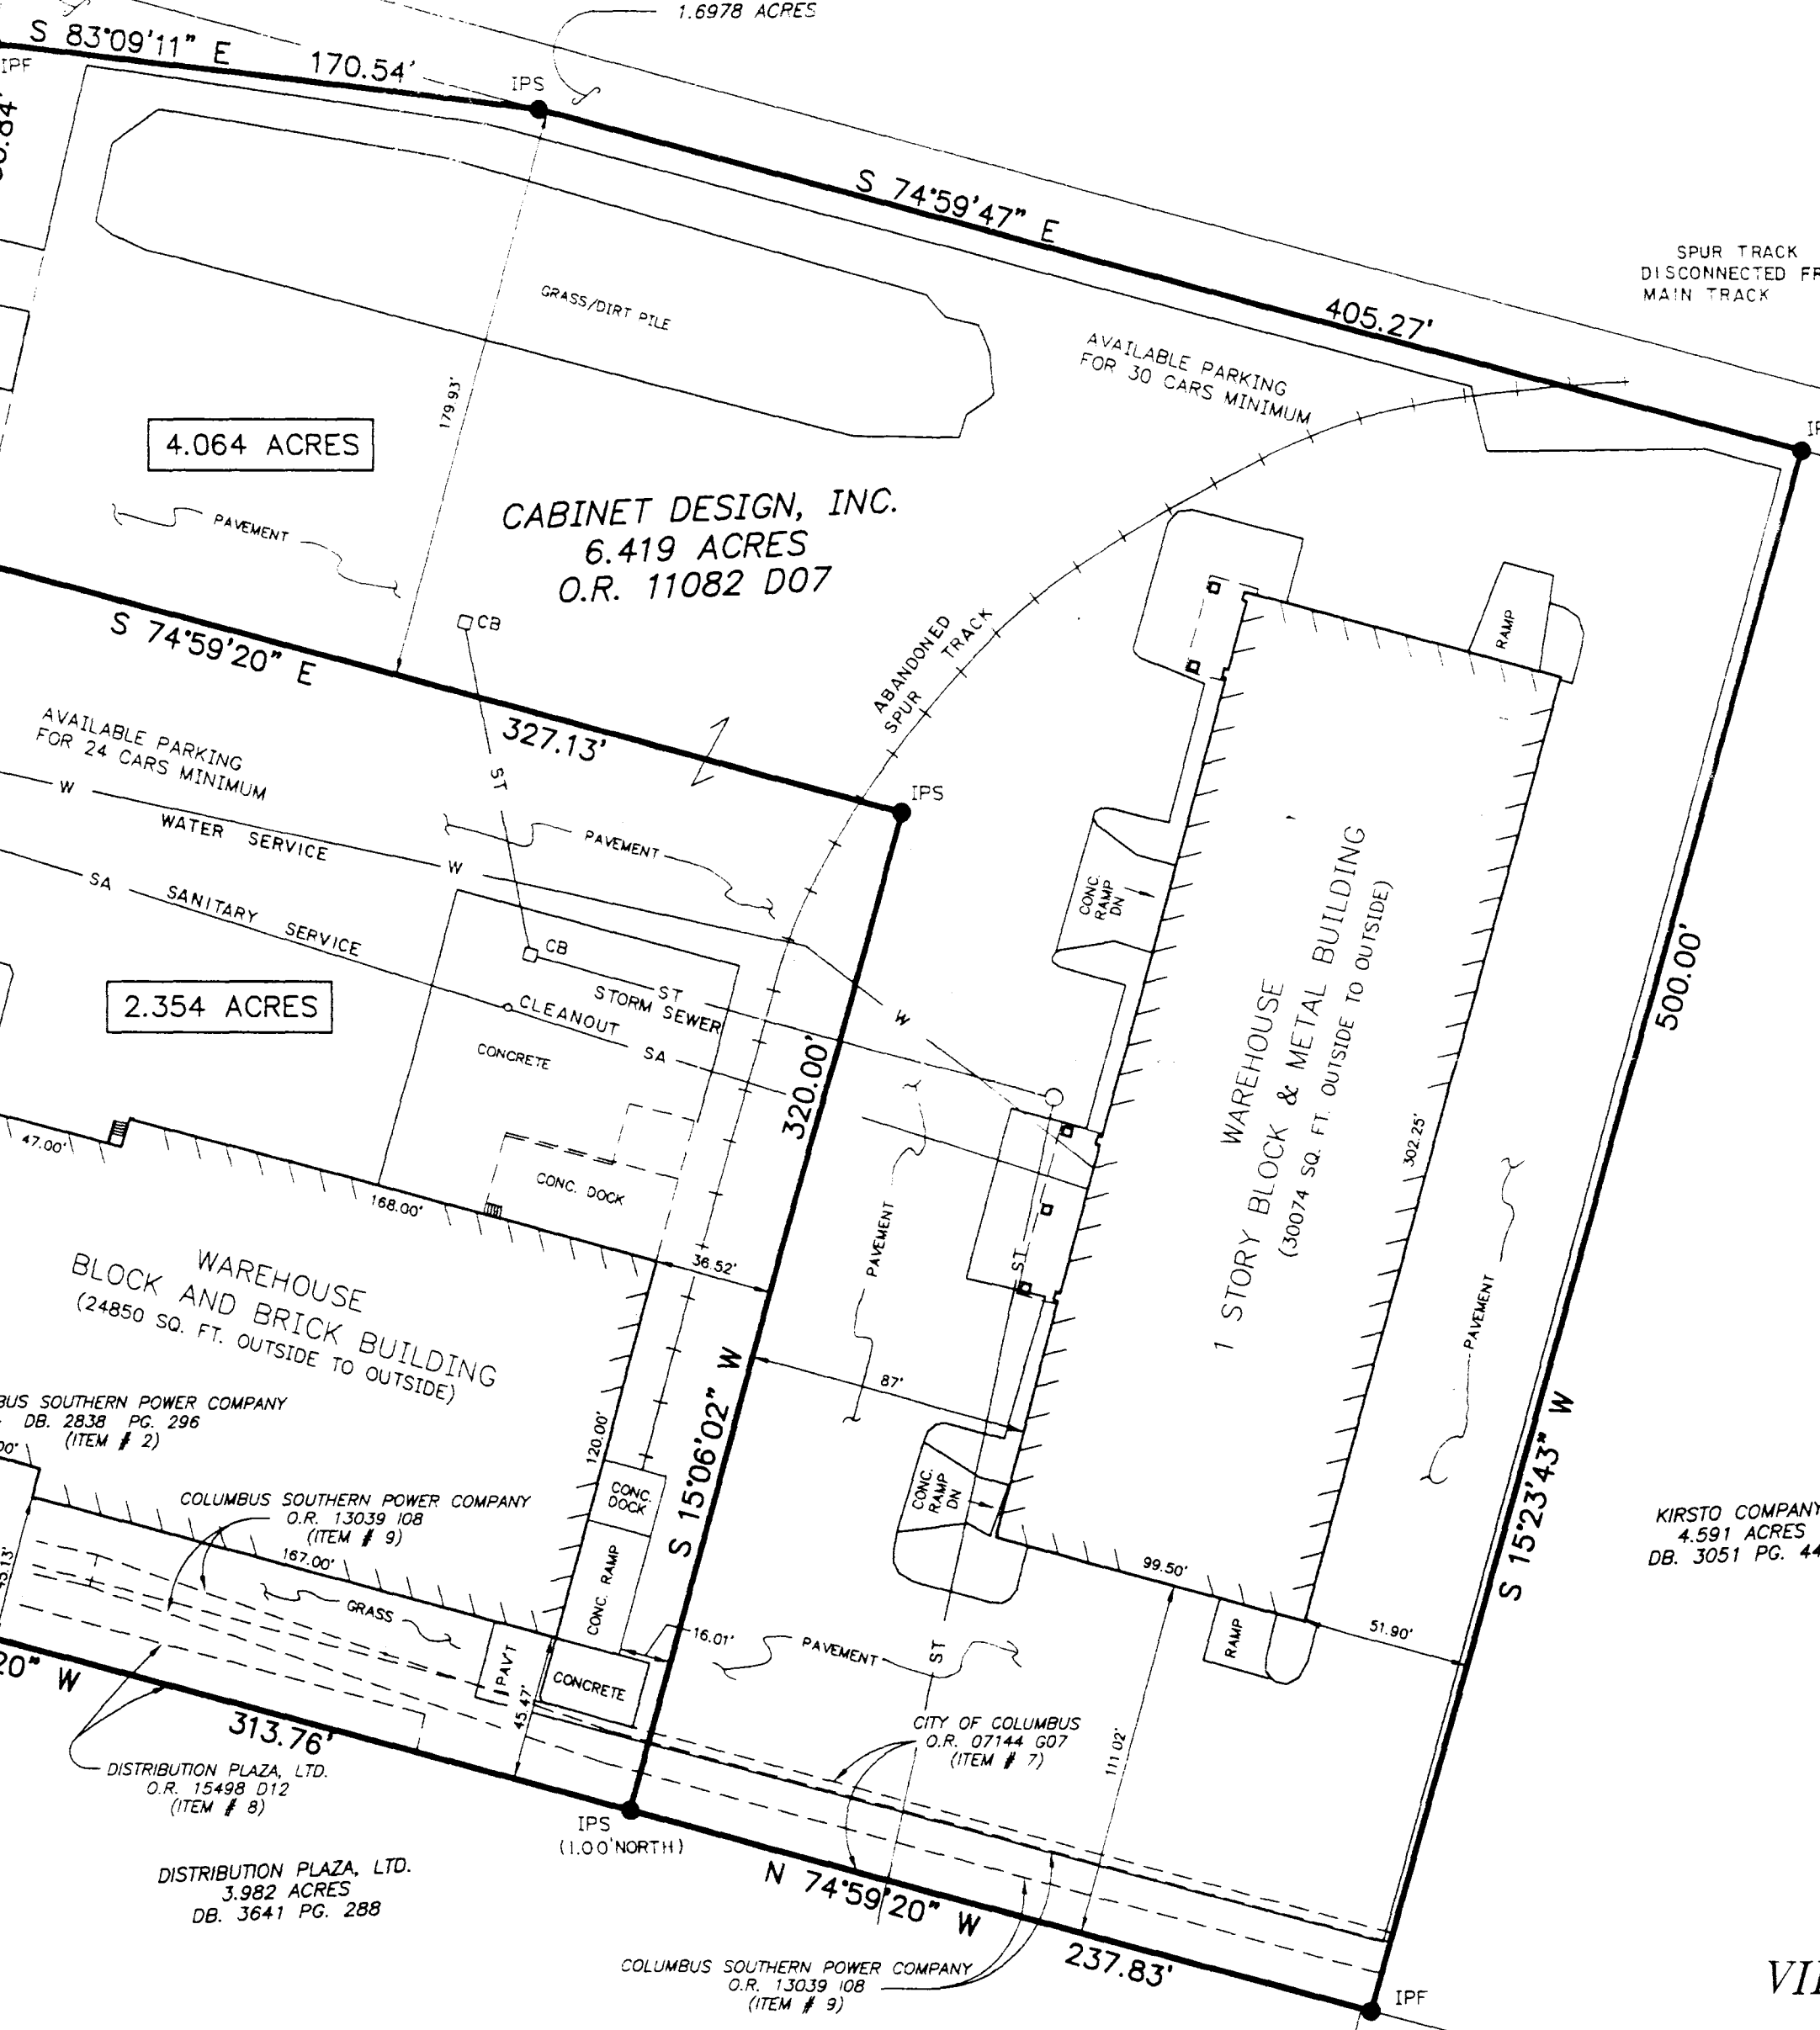 1.6978 ACRES
S 83°09'11" E
170.54'
IPF
IPS
S 74°59'47" E
405.27'
SPUR TRACK
DISCONNECTED FR
MAIN TRACK
GRASS/DIRT PILE
AVAILABLE PARKING
FOR 30 CARS MINIMUM
179.93'
4.064 ACRES
PAVEMENT
CABINET DESIGN, INC.
6.419 ACRES
O.R. 11082 D07
CB
RAMP
S 74°59'20" E
327.13'
ABANDONED
SPUR TRACK
AVAILABLE PARKING
FOR 24 CARS MINIMUM
W
WATER SERVICE
W
ST
PAVEMENT
IPS
SA
SANITARY
SERVICE
CB
ST
STORM SEWER
CLEANOUT
SA
W
CONCRETE
2.354 ACRES
CONC.
RAMP
DN
WAREHOUSE
1 STORY BLOCK & METAL BUILDING
(30074 SQ. FT. OUTSIDE TO OUTSIDE)
500.00'
302.25'
320.00'
47.00'
168.00'
CONC. DOCK
36.52'
PAVEMENT
ST
PAVEMENT
WAREHOUSE
BLOCK AND BRICK BUILDING
(24850 SQ. FT. OUTSIDE TO OUTSIDE)
87'
S 15°06'02" W
S 15°23'43" W
BUS SOUTHERN POWER COMPANY
DB. 2838 PG. 296
(ITEM # 2)
120.00'
CONC.
DOCK
CONC. RAMP
CONC.
RAMP
DN
COLUMBUS SOUTHERN POWER COMPANY
O.R. 13039 I08
(ITEM # 9)
167.00'
45.13'
GRASS
99.50'
KIRSTO COMPANY
4.591 ACRES
DB. 3051 PG. 44
RAMP
51.90'
16.01'
PAVEMENT
ST
PAV'T
CONCRETE
45.47'
20" W
313.76'
CITY OF COLUMBUS
O.R. 07144 G07
(ITEM # 7)
111.02'
DISTRIBUTION PLAZA, LTD.
O.R. 15498 D12
(ITEM # 8)
IPS
(1.00'NORTH)
DISTRIBUTION PLAZA, LTD.
3.982 ACRES
DB. 3641 PG. 288
N 74°59'20" W
237.83'
COLUMBUS SOUTHERN POWER COMPANY
O.R. 13039 I08
(ITEM # 9)
IPF
VI